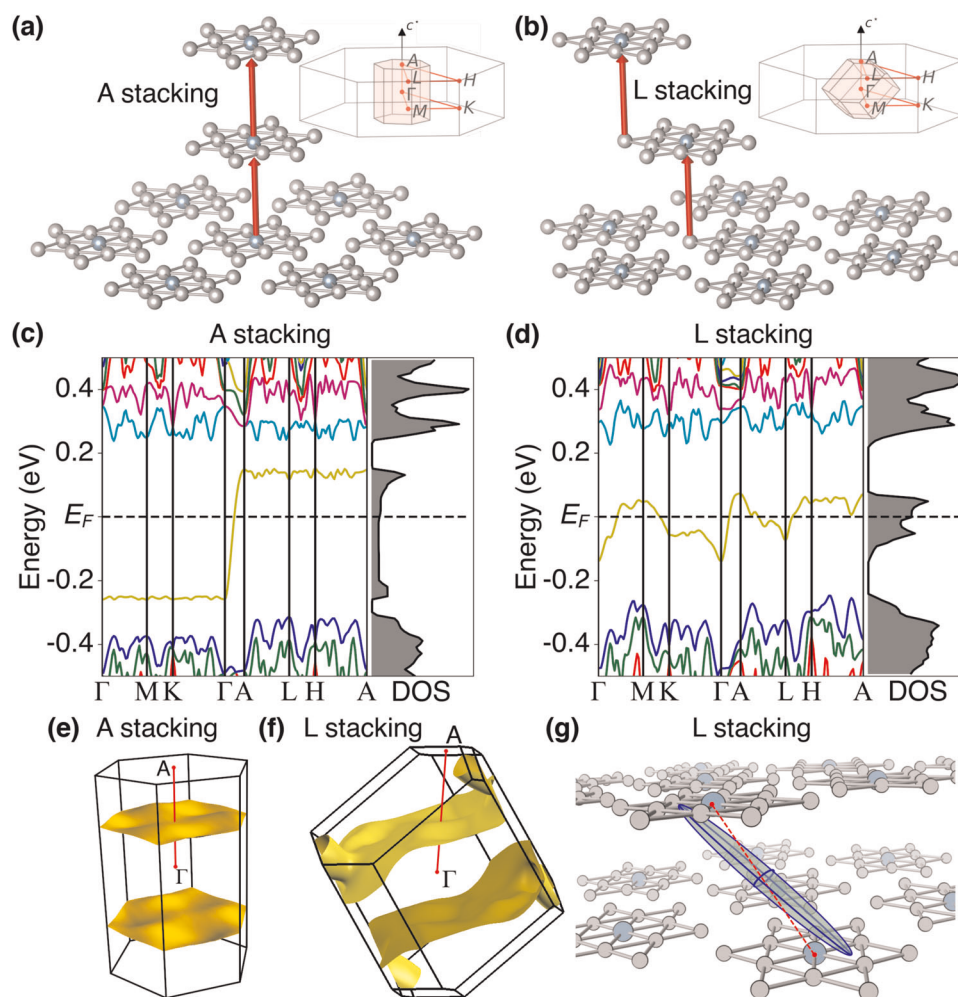 (a)
A stacking
c*
A
L
Γ
M
H
K
(b)
L stacking
c*
A
L
Γ
M
H
K
(c)
A stacking
Energy (eV)
0.4
0.2
E_F
-0.2
-0.4
Γ M K Γ A L H A DOS
(d)
L stacking
Energy (eV)
0.4
0.2
E_F
-0.2
-0.4
Γ M K Γ A L H A DOS
(e)
A stacking
A
Γ
(f)
L stacking
A
Γ
(g)
L stacking